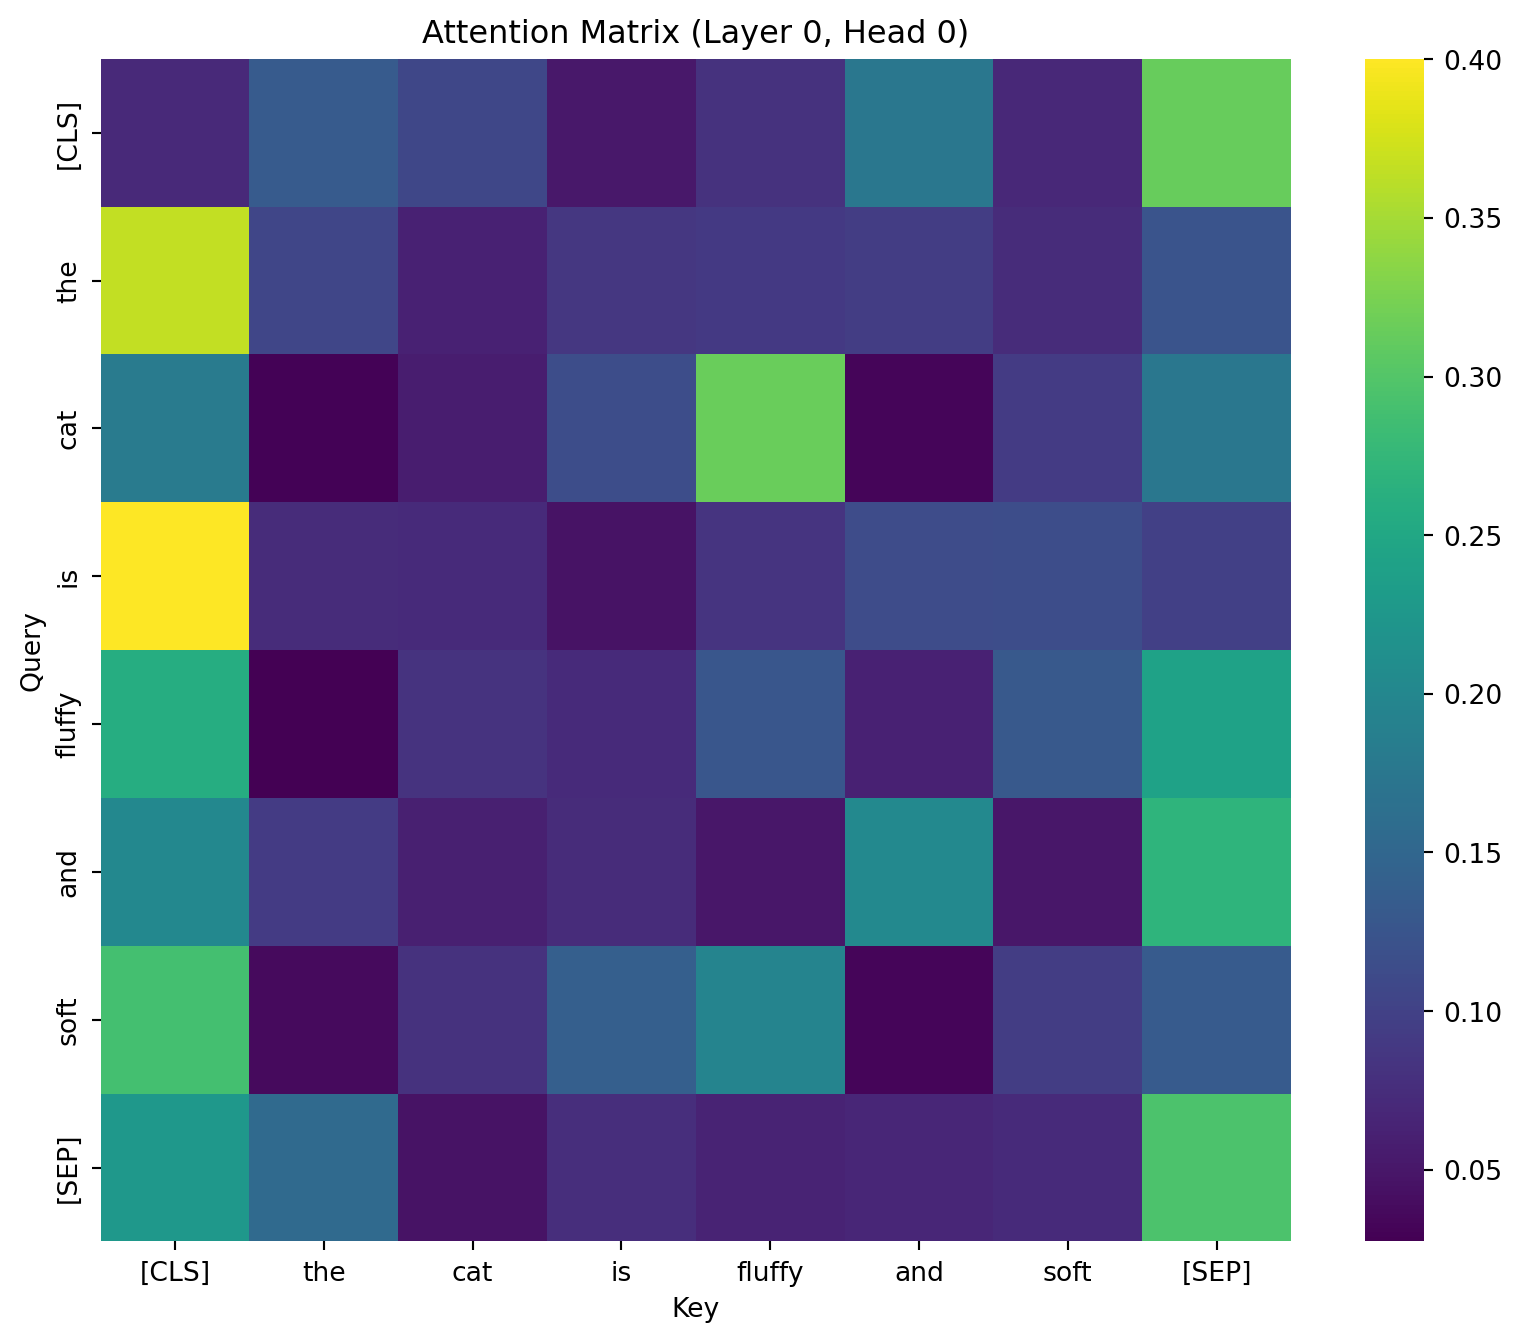 Attention Matrix (Layer 0, Head 0)
Query
[CLS]
the
cat
is
fluffy
and
soft
[SEP]
[CLS] the cat is fluffy and soft [SEP]
Key
0.40
0.35
0.30
0.25
0.20
0.15
0.10
0.05